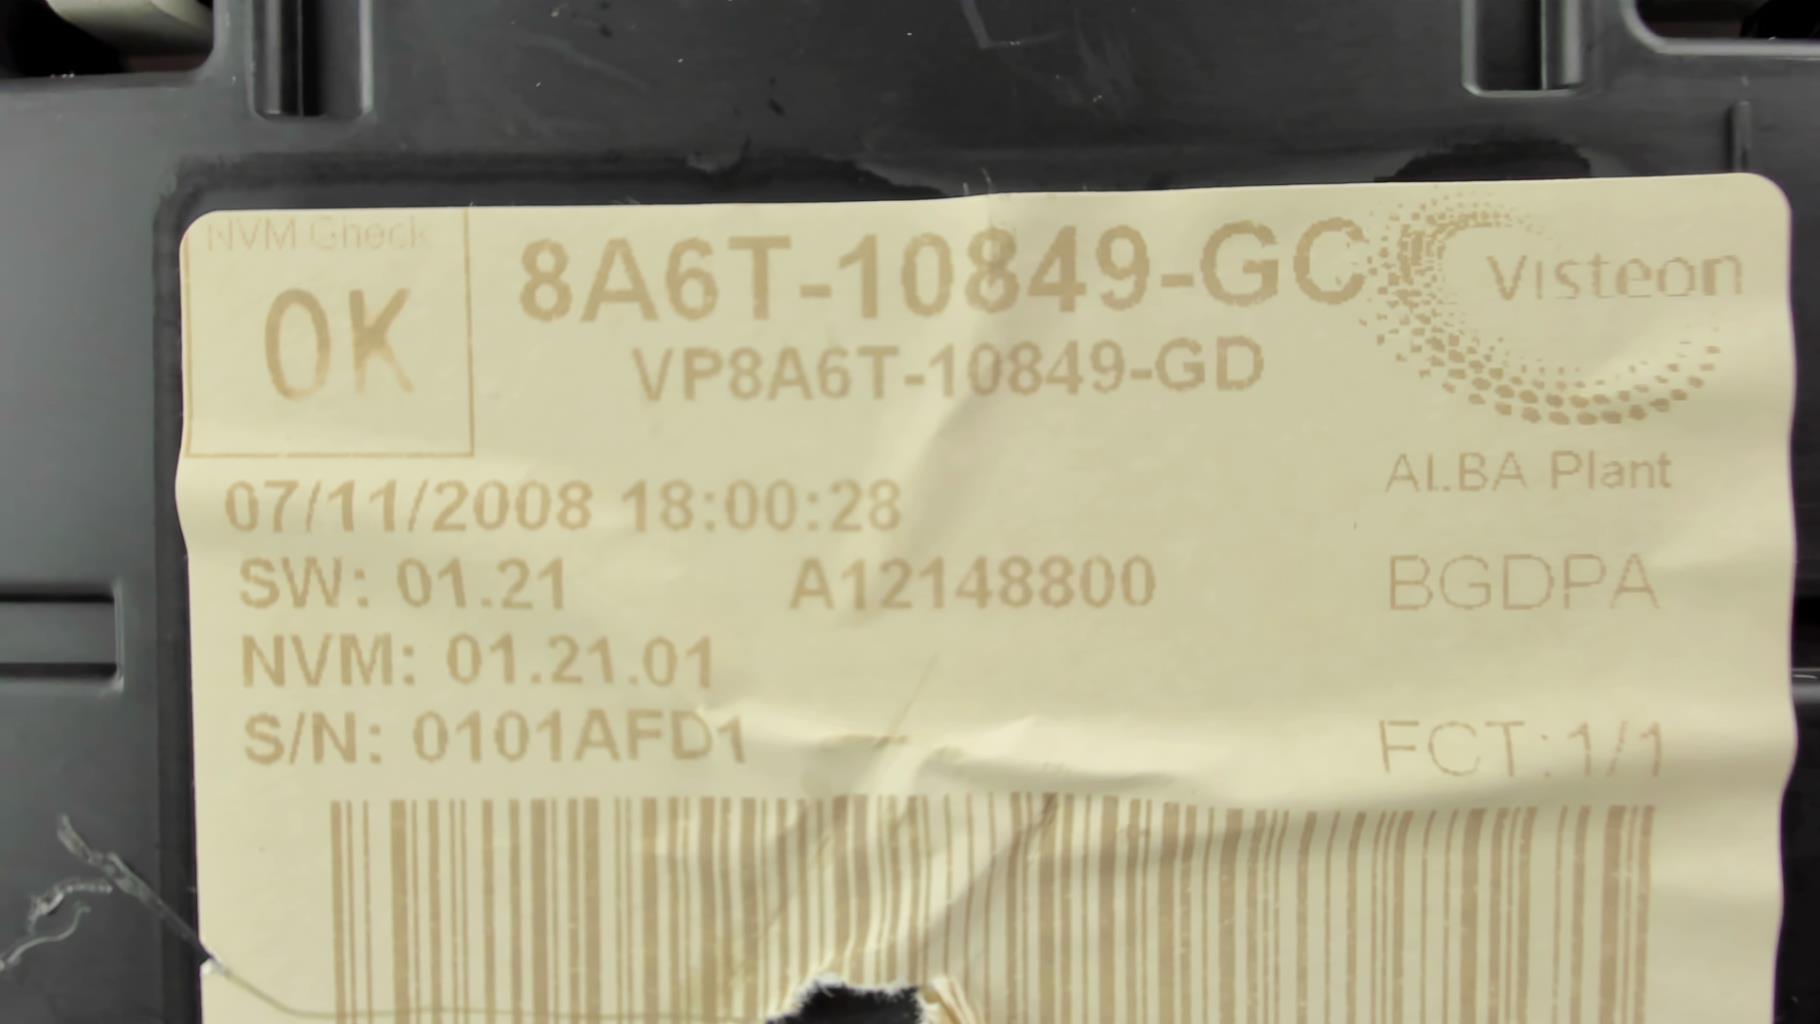 NVM Check
OK
8A6T-10849-GC
Visteon
VP8A6T-10849-GD
ALBA Plant
07/11/2008 18:00:28
SW: 01.21 A12148800 BGDPA
NVM: 01.21.01
S/N: 0101AFD1 FCT:1/1